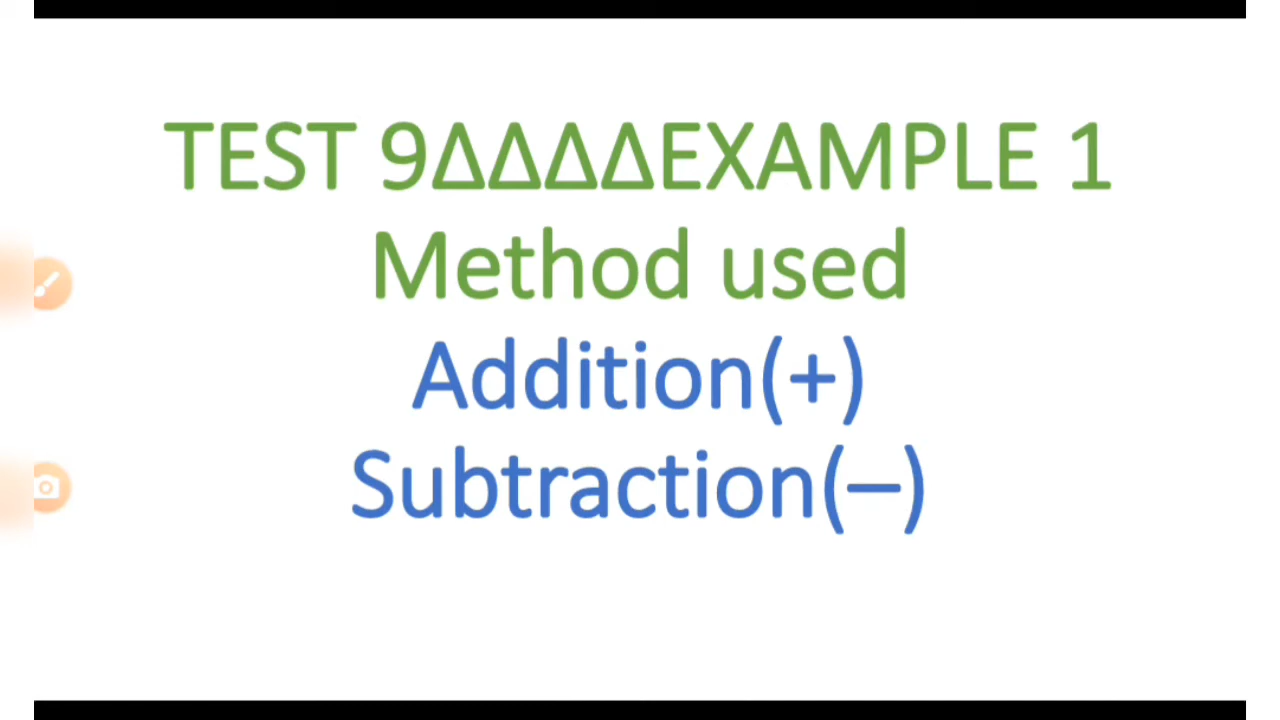 TEST 9ΔΔΔΔEXAMPLE 1
Method used
Addition(+)
Subtraction(–)